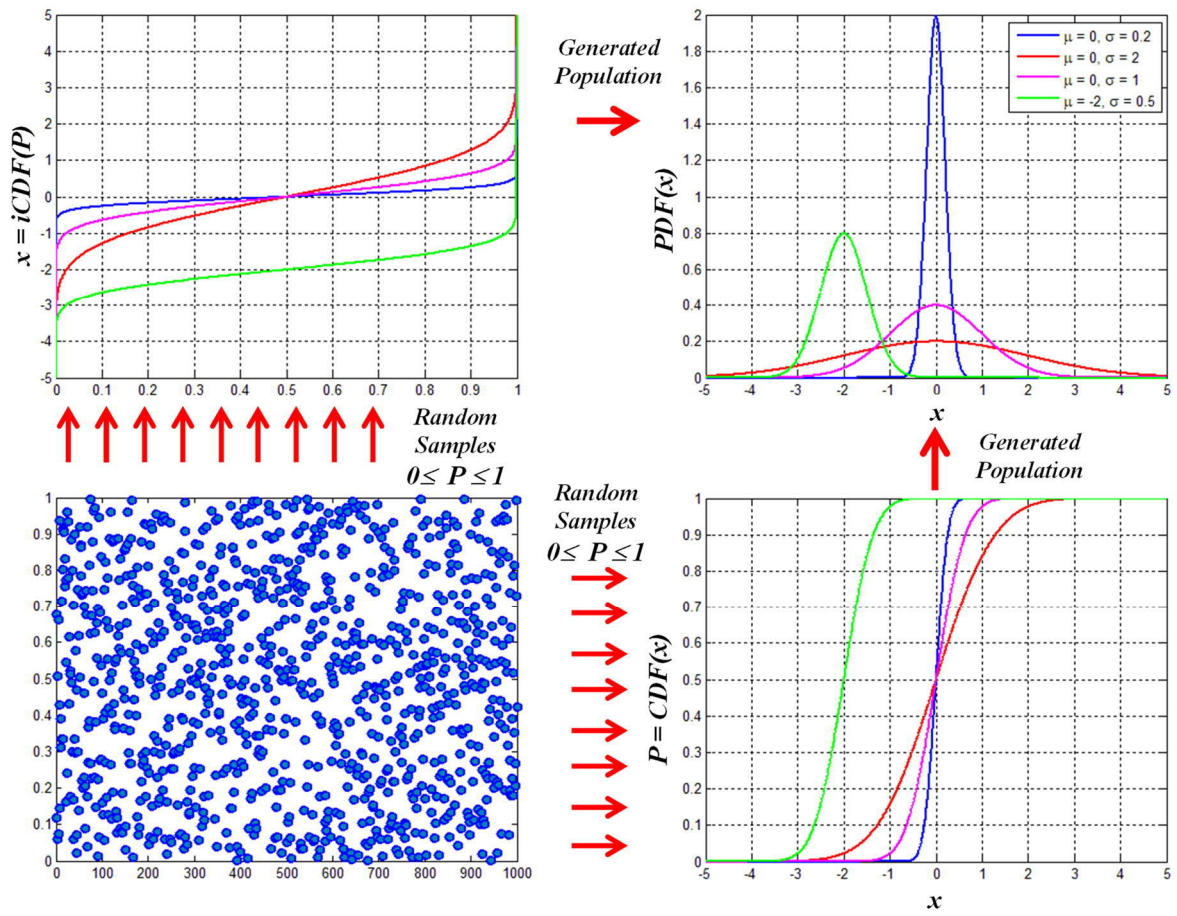 5
4
3
2
1
0
-1
-2
-3
-4
-5
x = iCDF(P)
0 0.1 0.2 0.3 0.4 0.5 0.6 0.7 0.8 0.9 1
Generated
Population
2
1.8
1.6
1.4
1.2
1
0.8
0.6
0.4
0.2
0
PDF(x)
μ = 0, σ = 0.2
μ = 0, σ = 2
μ = 0, σ = 1
μ = -2, σ = 0.5
-5 -4 -3 -2 -1 0 1 2 3 4 5
x
Random
Samples
0≤ P ≤1
Generated
Population
1
0.9
0.8
0.7
0.6
0.5
0.4
0.3
0.2
0.1
0
0 100 200 300 400 500 600 700 800 900 1000
Random
Samples
0≤ P ≤1
P = CDF(x)
1
0.9
0.8
0.7
0.6
0.5
0.4
0.3
0.2
0.1
0
-5 -4 -3 -2 -1 0 1 2 3 4 5
x